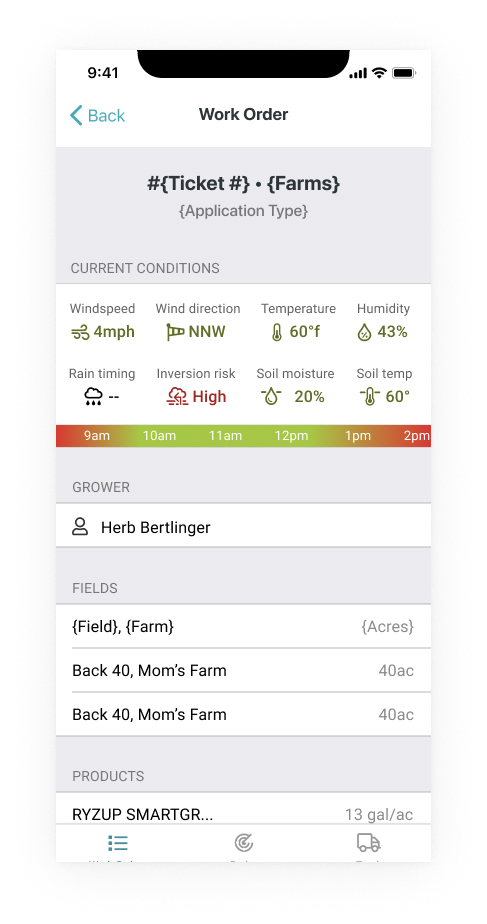 9:41
Back
Work Order
#{Ticket #} • {Farms}
{Application Type}
CURRENT CONDITIONS
Windspeed Wind direction Temperature Humidity
4mph NNW 60°f 43%
Rain timing Inversion risk Soil moisture Soil temp
-- High 20% 60°
9am 10am 11am 12pm 1pm 2pm
GROWER
Herb Bertlinger
FIELDS
{Field}, {Farm} {Acres}
Back 40, Mom’s Farm 40ac
Back 40, Mom’s Farm 40ac
PRODUCTS
RYZUP SMARTGR... 13 gal/ac